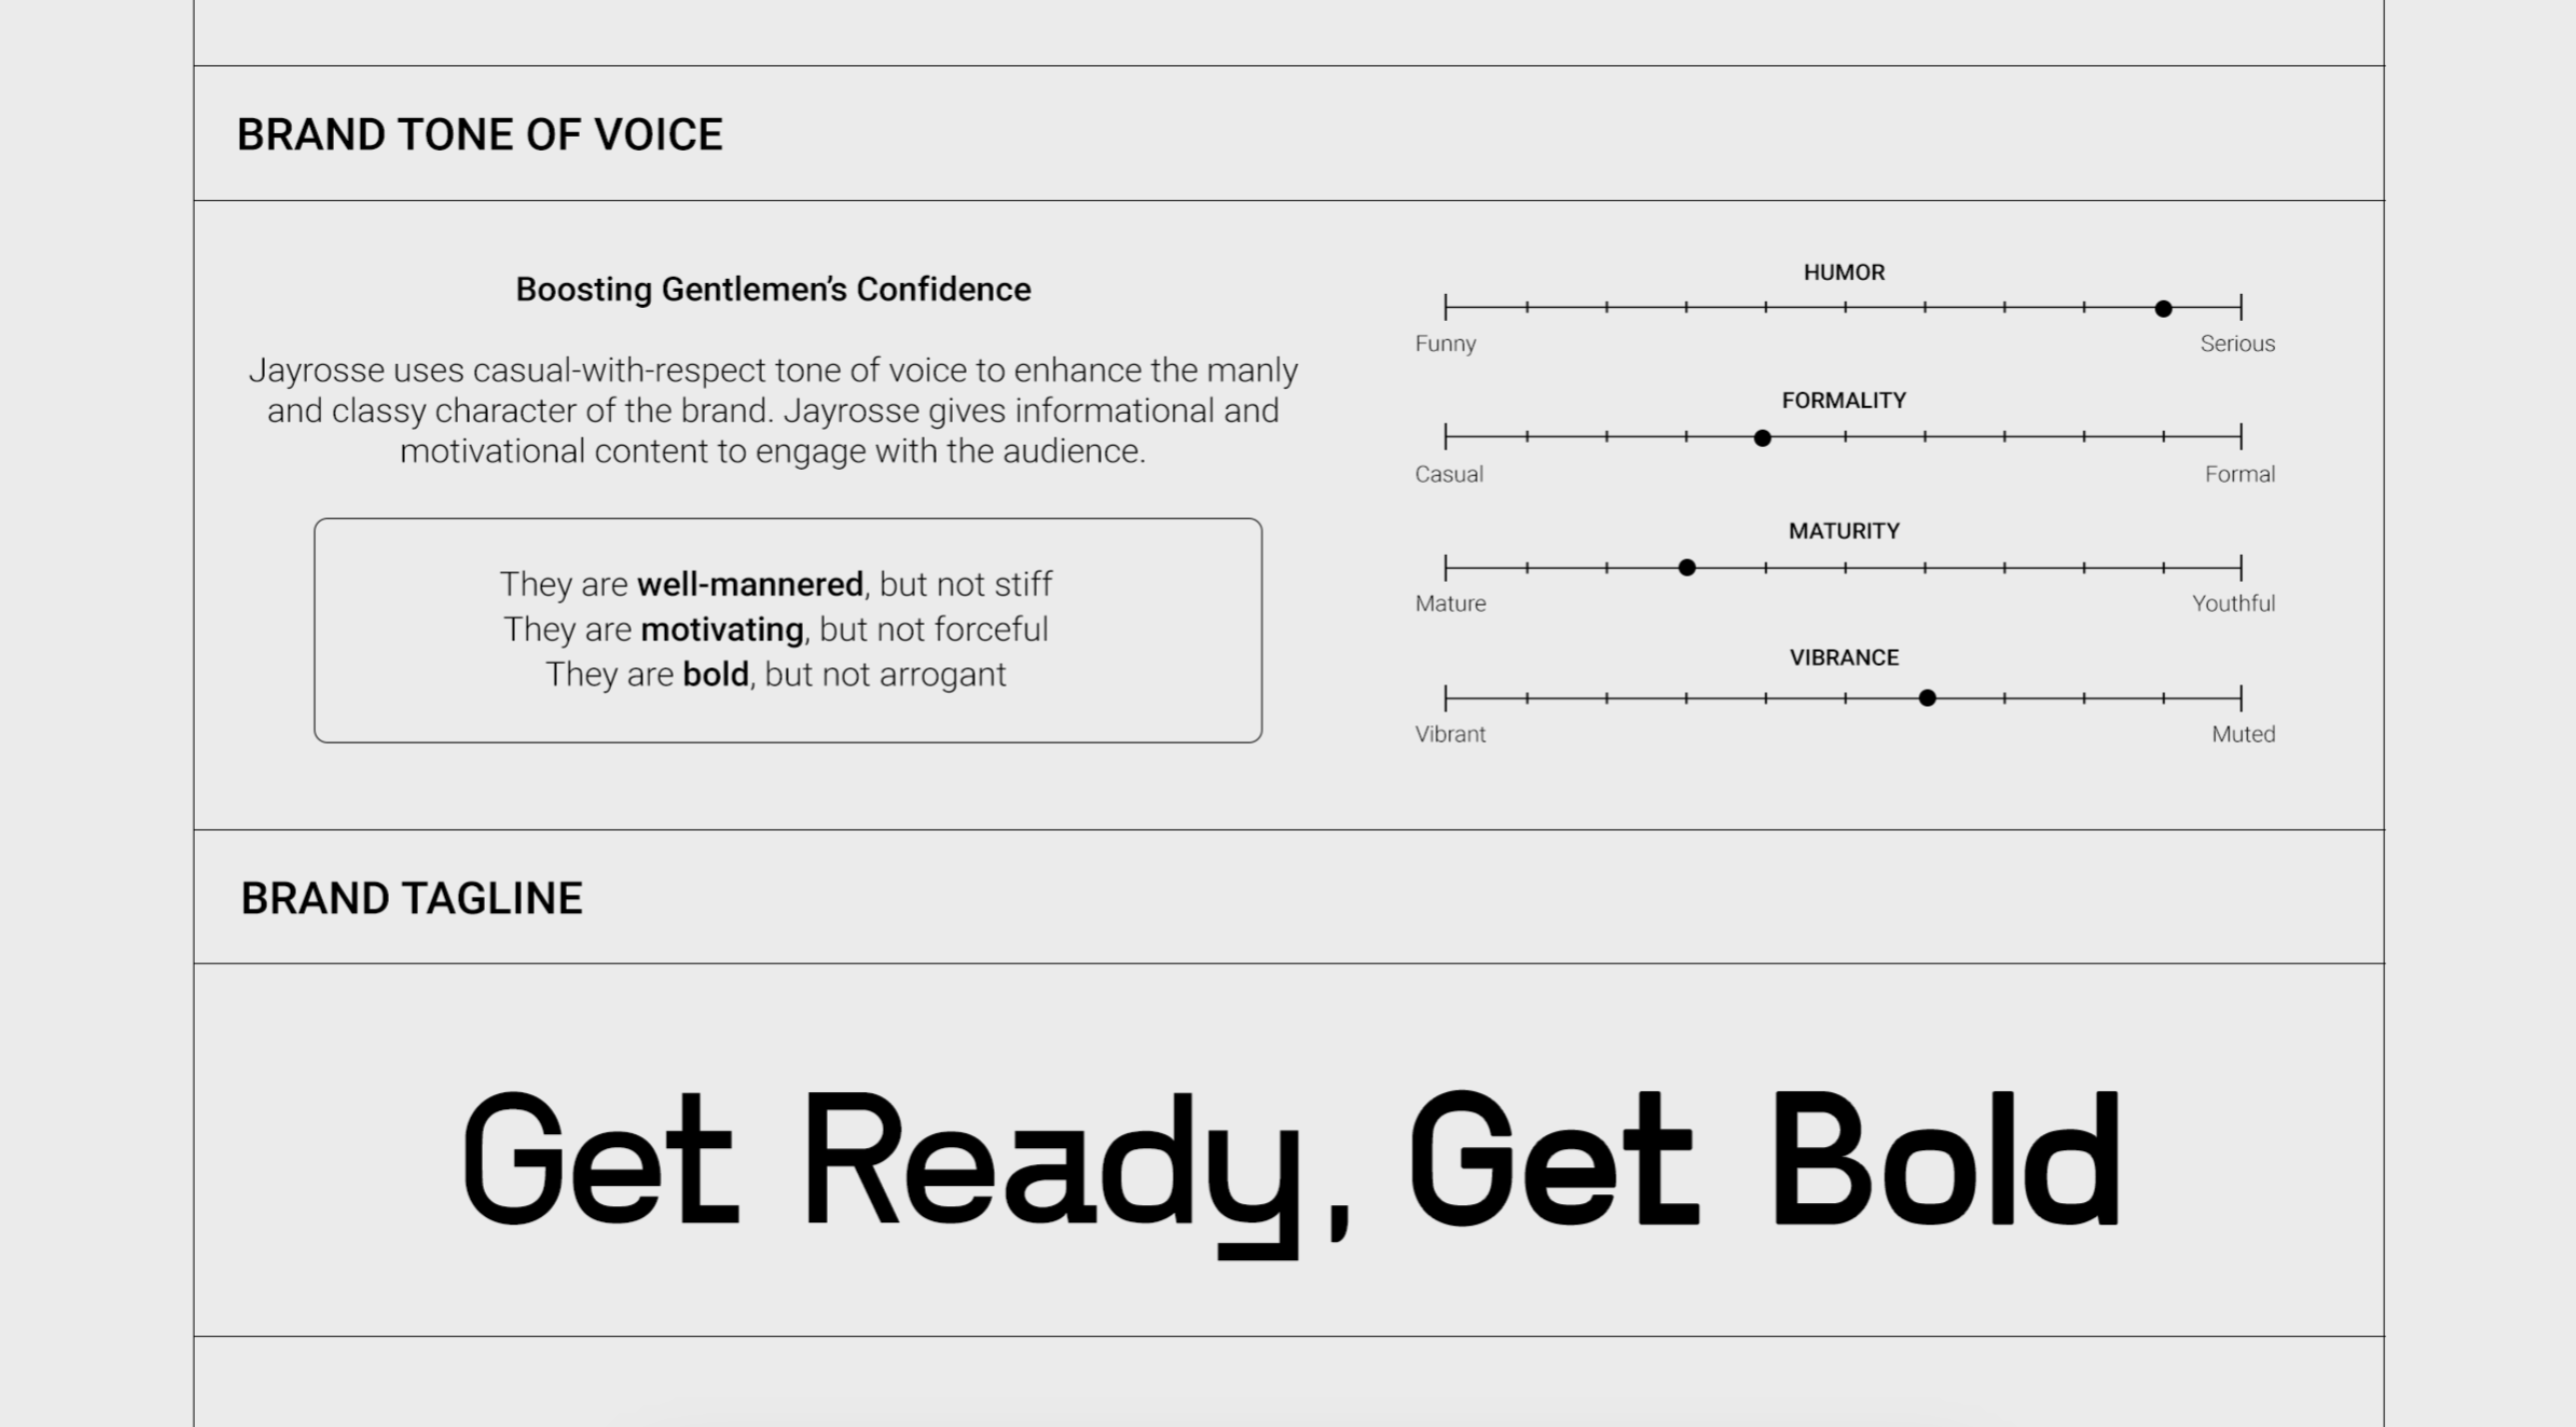 BRAND TONE OF VOICE
Boosting Gentlemen’s Confidence
Jayrosse uses casual-with-respect tone of voice to enhance the manly
and classy character of the brand. Jayrosse gives informational and
motivational content to engage with the audience.
They are well-mannered, but not stiff
They are motivating, but not forceful
They are bold, but not arrogant
HUMOR
Funny
Serious
FORMALITY
Casual
Formal
MATURITY
Mature
Youthful
VIBRANCE
Vibrant
Muted
BRAND TAGLINE
Get Ready, Get Bold